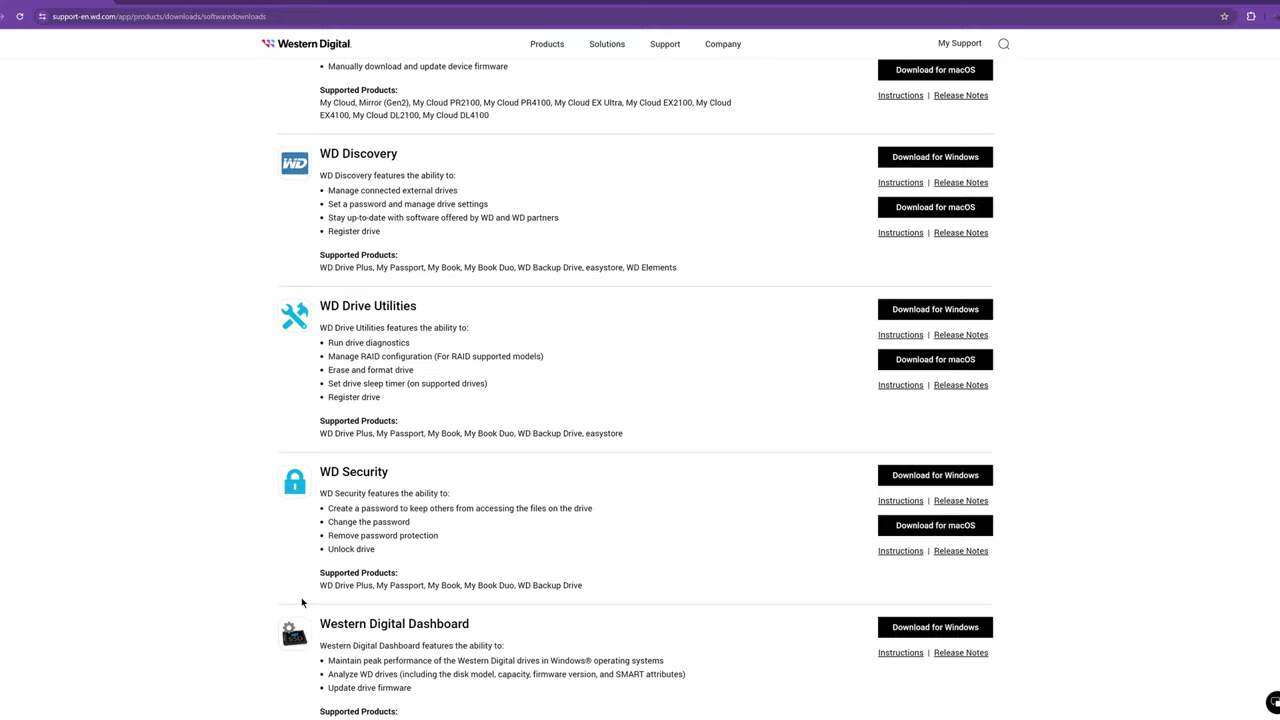 support-en.wd.com/app/products/downloads/softwaredownloads
Western Digital.
Products
Solutions
Support
Company
My Support
• Manually download and update device firmware
Download for macOS
Instructions | Release Notes
Supported Products:
My Cloud, Mirror (Gen2), My Cloud PR2100, My Cloud PR4100, My Cloud EX Ultra, My Cloud EX2100, My Cloud
EX4100, My Cloud DL2100, My Cloud DL4100
WD
WD Discovery
WD Discovery features the ability to:
• Manage connected external drives
• Set a password and manage drive settings
• Stay up-to-date with software offered by WD and WD partners
• Register drive
Supported Products:
WD Drive Plus, My Passport, My Book, My Book Duo, WD Backup Drive, easystore, WD Elements
Download for Windows
Instructions | Release Notes
Download for macOS
Instructions | Release Notes
WD Drive Utilities
WD Drive Utilities features the ability to:
• Run drive diagnostics
• Manage RAID configuration (For RAID supported models)
• Erase and format drive
• Set drive sleep timer (on supported drives)
• Register drive
Supported Products:
WD Drive Plus, My Passport, My Book, My Book Duo, WD Backup Drive, easystore
Download for Windows
Instructions | Release Notes
Download for macOS
Instructions | Release Notes
WD Security
WD Security features the ability to:
• Create a password to keep others from accessing the files on the drive
• Change the password
• Remove password protection
• Unlock drive
Supported Products:
WD Drive Plus, My Passport, My Book, My Book Duo, WD Backup Drive
Download for Windows
Instructions | Release Notes
Download for macOS
Instructions | Release Notes
Western Digital Dashboard
Western Digital Dashboard features the ability to:
• Maintain peak performance of the Western Digital drives in Windows® operating systems
• Analyze WD drives (including the disk model, capacity, firmware version, and SMART attributes)
• Update drive firmware
Supported Products:
Download for Windows
Instructions | Release Notes